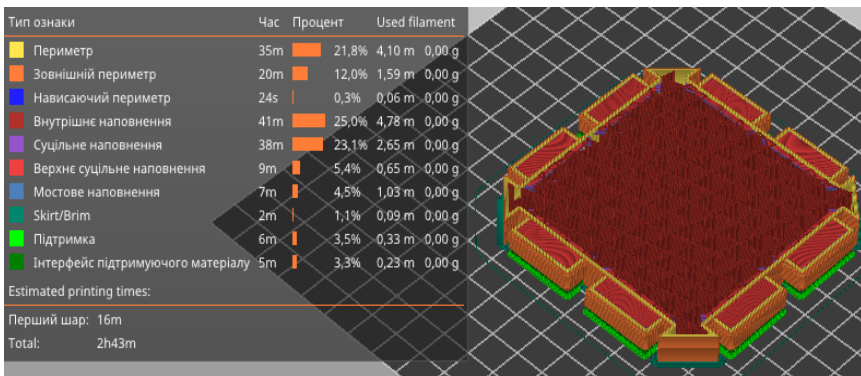 Тип ознаки Час Процент Used filament
Периметр 35m 21,8% 4,10 m 0,00 g
Зовнішній периметр 20m 12,0% 1,59 m 0,00 g
Нависаючий периметр 24s 0,3% 0,06 m 0,00 g
Внутрішнє наповнення 41m 25,0% 4,78 m 0,00 g
Суцільне наповнення 38m 23,1% 2,65 m 0,00 g
Верхнє суцільне наповнення 9m 5,4% 0,65 m 0,00 g
Мостове наповнення 7m 4,5% 1,03 m 0,00 g
Skirt/Brim 2m 1,1% 0,09 m 0,00 g
Підтримка 6m 3,5% 0,33 m 0,00 g
Інтерфейс підтримуючого матеріалу 5m 3,3% 0,23 m 0,00 g
Estimated printing times:
Перший шар: 16m
Total: 2h43m